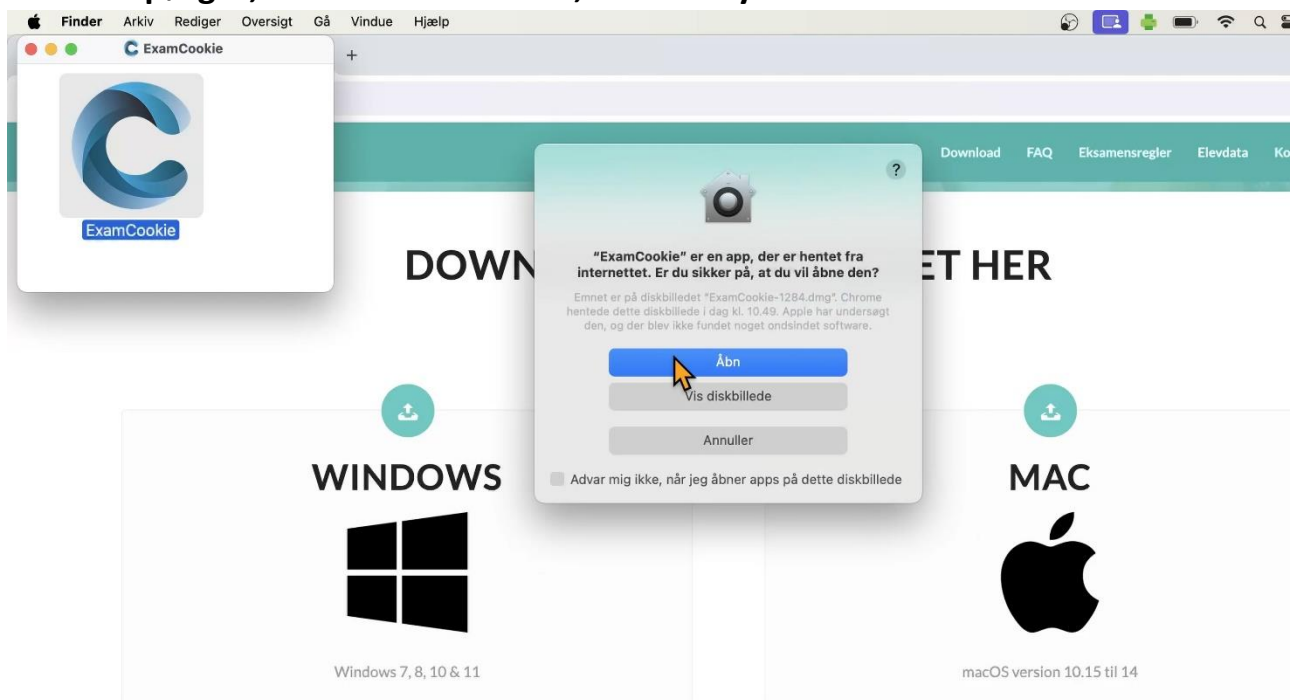 Finder Arkiv Rediger Oversigt Gå Vindue Hjælp
ExamCookie
+
ExamCookie
Download FAQ Eksamensregler Elevdata
?
"ExamCookie" er en app, der er hentet fra
internettet. Er du sikker på, at du vil åbne den?
Emnet er på diskbilledet "ExamCookie-1284.dmg". Chrome
hentede dette diskbillede i dag kl. 10.49. Apple har undersøgt
den, og der blev ikke fundet noget ondsindet software.
Åbn
Vis diskbillede
Annuller
Advar mig ikke, når jeg åbner apps på dette diskbillede
DOWN
ET HER
WINDOWS
Windows 7, 8, 10 & 11
MAC
macOS version 10.15 til 14